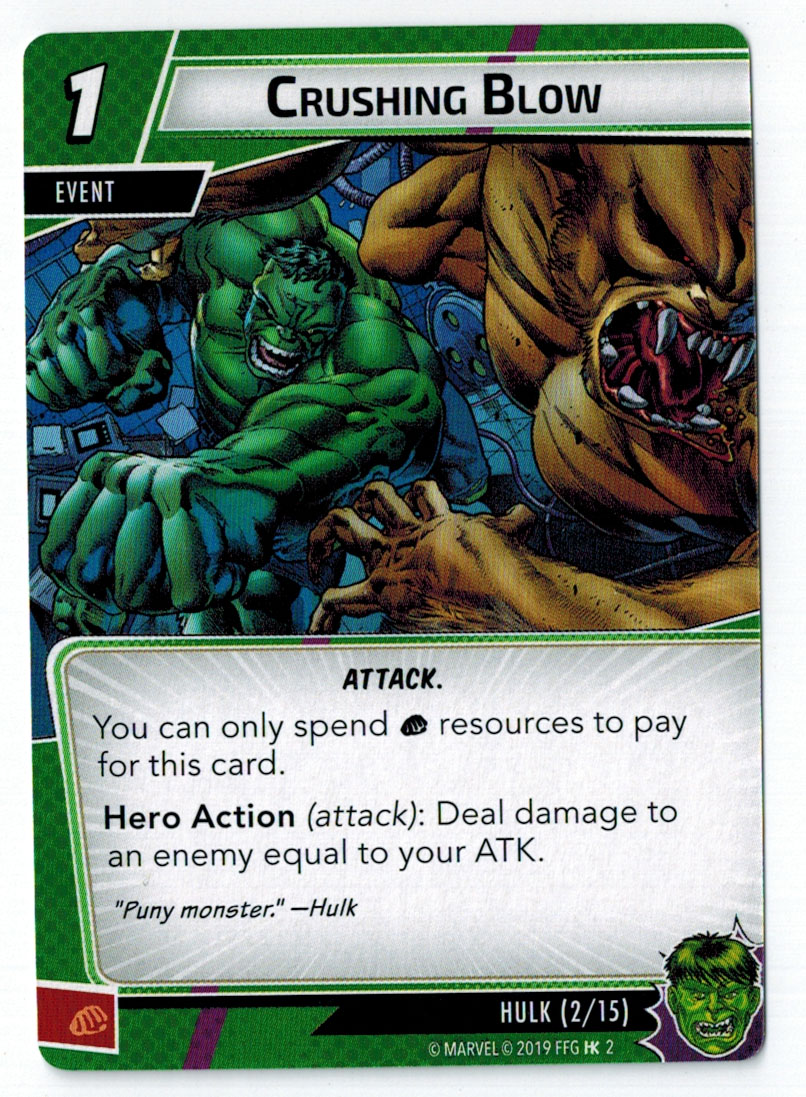 1
CRUSHING BLOW
EVENT
ATTACK.
You can only spend resources to pay
for this card.
Hero Action (attack): Deal damage to
an enemy equal to your ATK.
"Puny monster." —Hulk
HULK (2/15)
© MARVEL © 2019 FFG HK 2